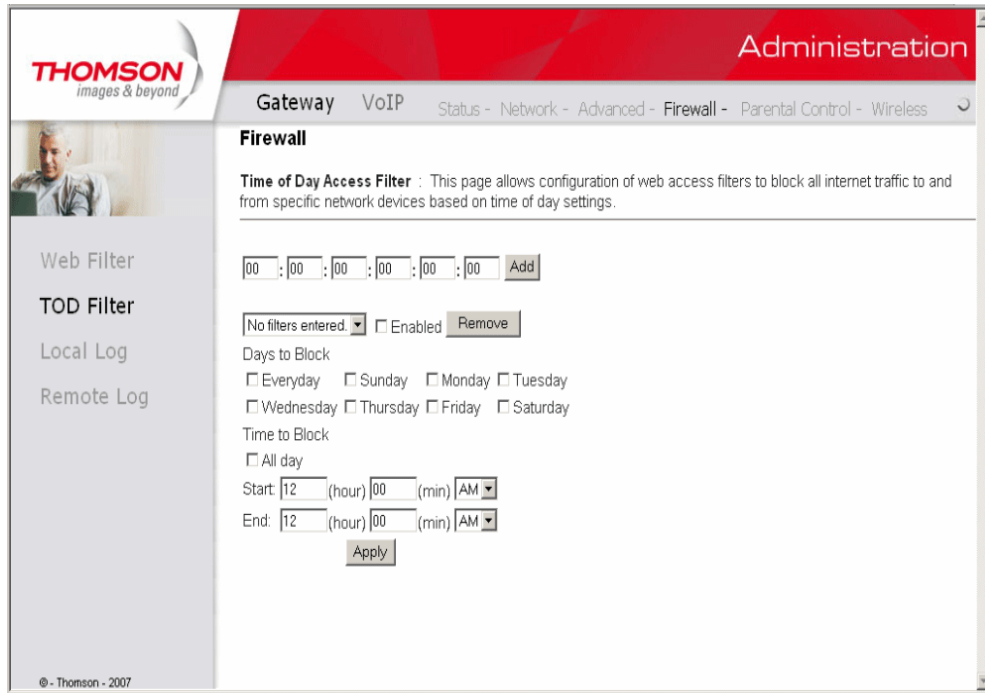 THOMSON
images & beyond
Administration
Gateway VoIP Status - Network - Advanced - Firewall - Parental Control - Wireless
Firewall
Time of Day Access Filter : This page allows configuration of web access filters to block all internet traffic to and
from specific network devices based on time of day settings.
Web Filter
TOD Filter
Local Log
Remote Log
00 : 00 : 00 : 00 : 00 : 00 Add
No filters entered. Enabled Remove
Days to Block
Everyday Sunday Monday Tuesday
Wednesday Thursday Friday Saturday
Time to Block
All day
Start: 12 (hour) 00 (min) AM
End: 12 (hour) 00 (min) AM
Apply
© - Thomson - 2007